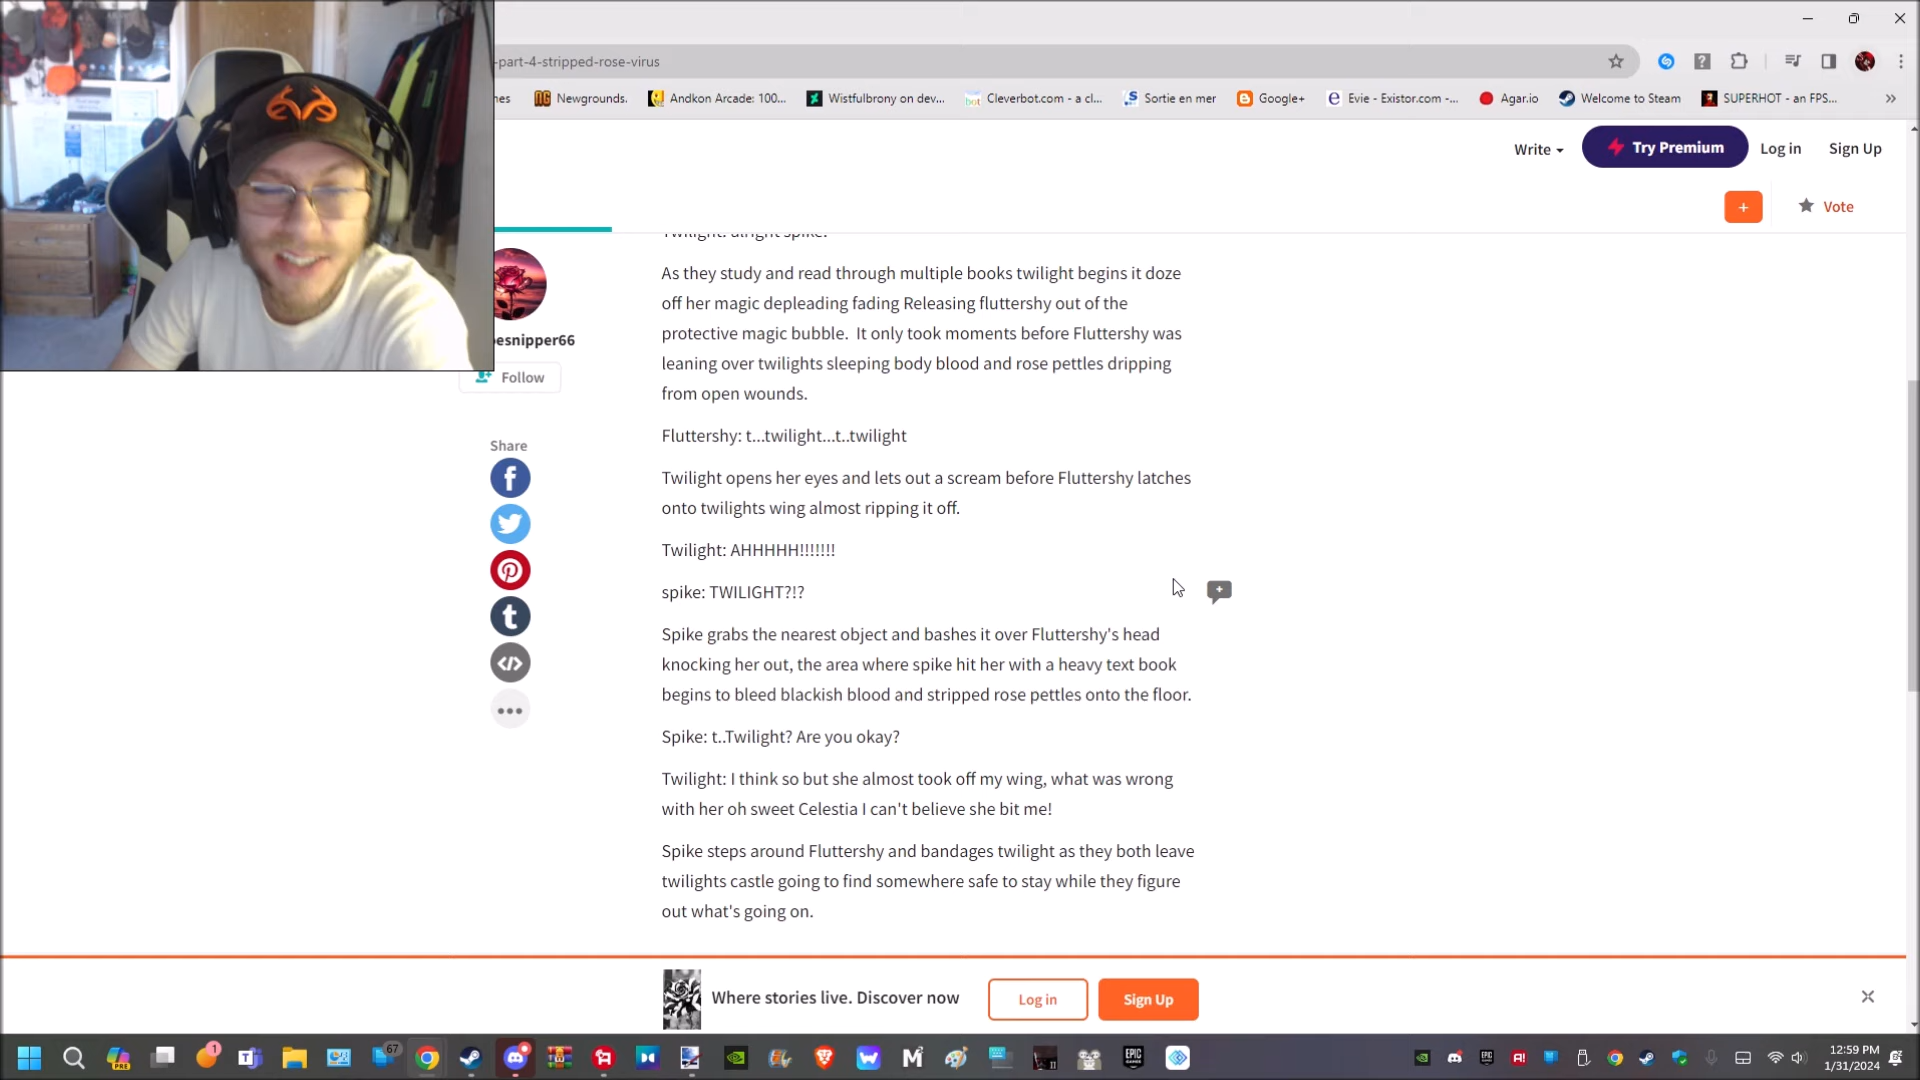 -part-4-stripped-rose-virus
nes
Newgrounds.
Andkon Arcade: 100...
Wistfulbrony on dev...
Cleverbot.com - a cl...
Sortie en mer
Google+
Evie - Existor.com -...
Agar.io
Welcome to Steam
SUPERHOT - an FPS...
»
Write
Try Premium
Log in
Sign Up
+
Vote
Twilight: alright spike.
As they study and read through multiple books twilight begins it doze
off her magic depleading fading Releasing fluttershy out of the
protective magic bubble. It only took moments before Fluttershy was
leaning over twilights sleeping body blood and rose pettles dripping
from open wounds.
esnipper66
Follow
Share
Fluttershy: t...twilight...t..twilight
Twilight opens her eyes and lets out a scream before Fluttershy latches
onto twilights wing almost ripping it off.
Twilight: AHHHHH!!!!!!!
spike: TWILIGHT?!?
Spike grabs the nearest object and bashes it over Fluttershy's head
knocking her out, the area where spike hit her with a heavy text book
begins to bleed blackish blood and stripped rose pettles onto the floor.
Spike: t..Twilight? Are you okay?
Twilight: I think so but she almost took off my wing, what was wrong
with her oh sweet Celestia I can't believe she bit me!
Spike steps around Fluttershy and bandages twilight as they both leave
twilights castle going to find somewhere safe to stay while they figure
out what's going on.
Where stories live. Discover now
Log in
Sign Up
12:59 PM
1/31/2024